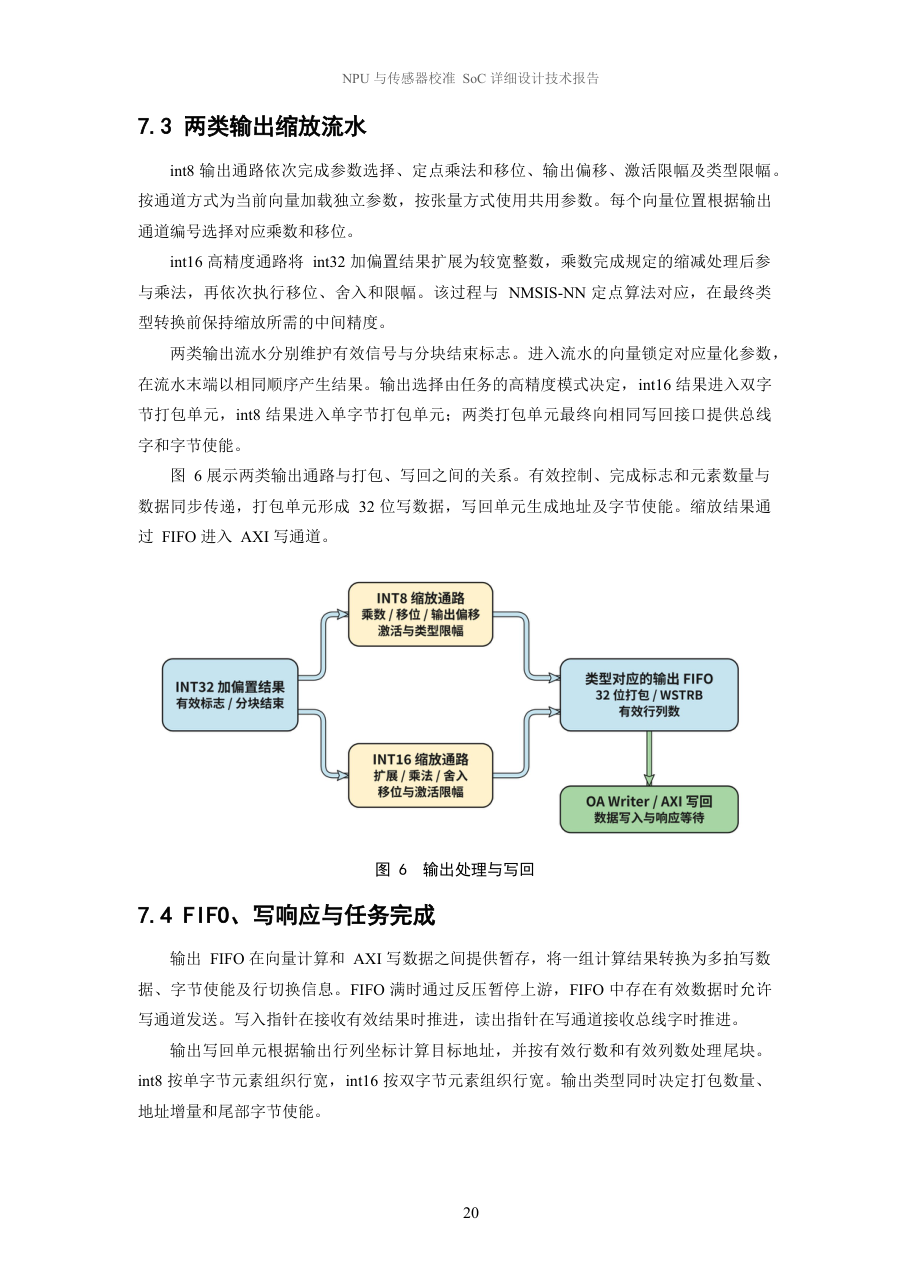 NPU 与传感器校准 SoC 详细设计技术报告
7.3 两类输出缩放流水
int8 输出通路依次完成参数选择、定点乘法和移位、输出偏移、激活限幅及类型限幅。
按通道方式为当前向量加载独立参数，按张量方式使用共用参数。每个向量位置根据输出
通道编号选择对应乘数和移位。
int16 高精度通路将 int32 加偏置结果扩展为较宽整数，乘数完成规定的缩减处理后参
与乘法，再依次执行移位、舍入和限幅。该过程与 NMSIS-NN 定点算法对应，在最终类
型转换前保持缩放所需的中间精度。
两类输出流水分别维护有效信号与分块结束标志。进入流水的向量锁定对应量化参数，
在流水末端以相同顺序产生结果。输出选择由任务的高精度模式决定，int16 结果进入双字
节打包单元，int8 结果进入单字节打包单元；两类打包单元最终向相同写回接口提供总线
字和字节使能。
图 6 展示两类输出通路与打包、写回之间的关系。有效控制、完成标志和元素数量与
数据同步传递，打包单元形成 32 位写数据，写回单元生成地址及字节使能。缩放结果通
过 FIFO 进入 AXI 写通道。
INT8 缩放通路
乘数 / 移位 / 输出偏移
激活与类型限幅
INT32 加偏置结果
有效标志 / 分块结束
类型对应的输出 FIFO
32 位打包 / WSTRB
有效行列数
INT16 缩放通路
扩展 / 乘法 / 舍入
移位与激活限幅
OA Writer / AXI 写回
数据写入与响应等待
图 6 输出处理与写回
7.4 FIFO、写响应与任务完成
输出 FIFO 在向量计算和 AXI 写数据之间提供暂存，将一组计算结果转换为多拍写数
据、字节使能及行切换信息。FIFO 满时通过反压暂停上游，FIFO 中存在有效数据时允许
写通道发送。写入指针在接收有效结果时推进，读出指针在写通道接收总线字时推进。
输出写回单元根据输出行列坐标计算目标地址，并按有效行数和有效列数处理尾块。
int8 按单字节元素组织行宽，int16 按双字节元素组织行宽。输出类型同时决定打包数量、
地址增量和尾部字节使能。
20